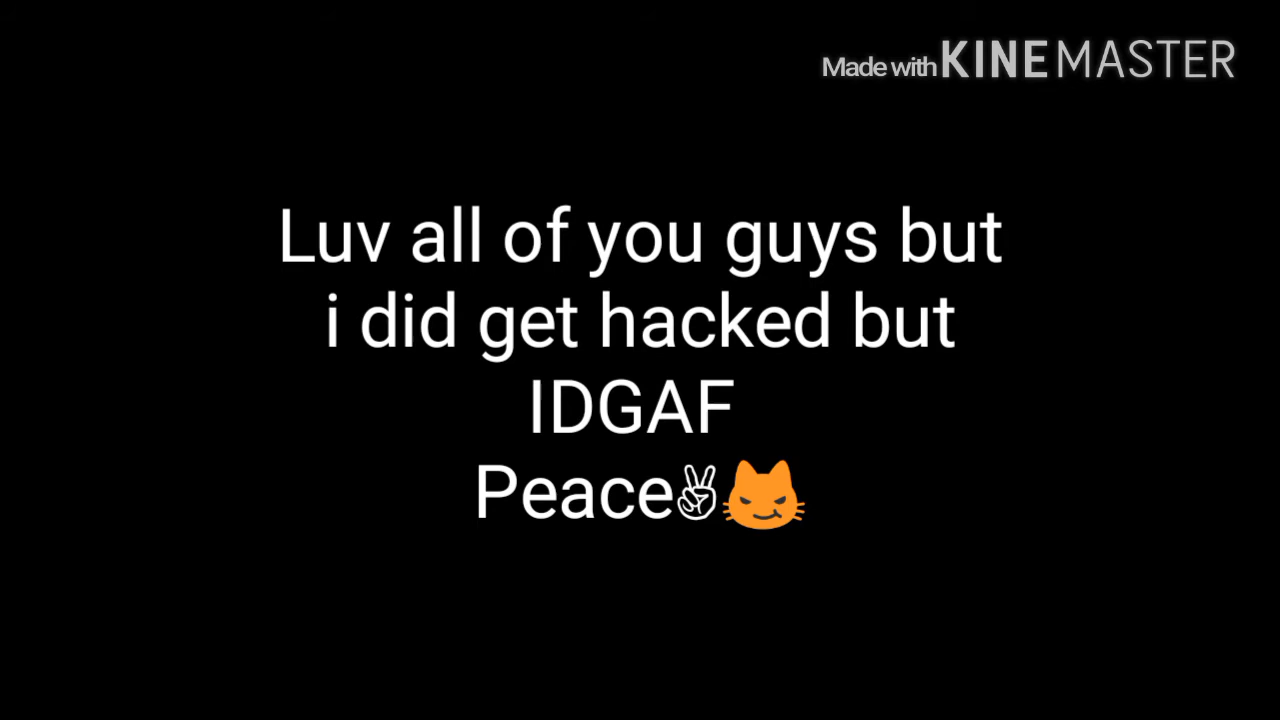 Made with KINEMASTER
Luv all of you guys but
i did get hacked but
IDGAF
Peace✌😼